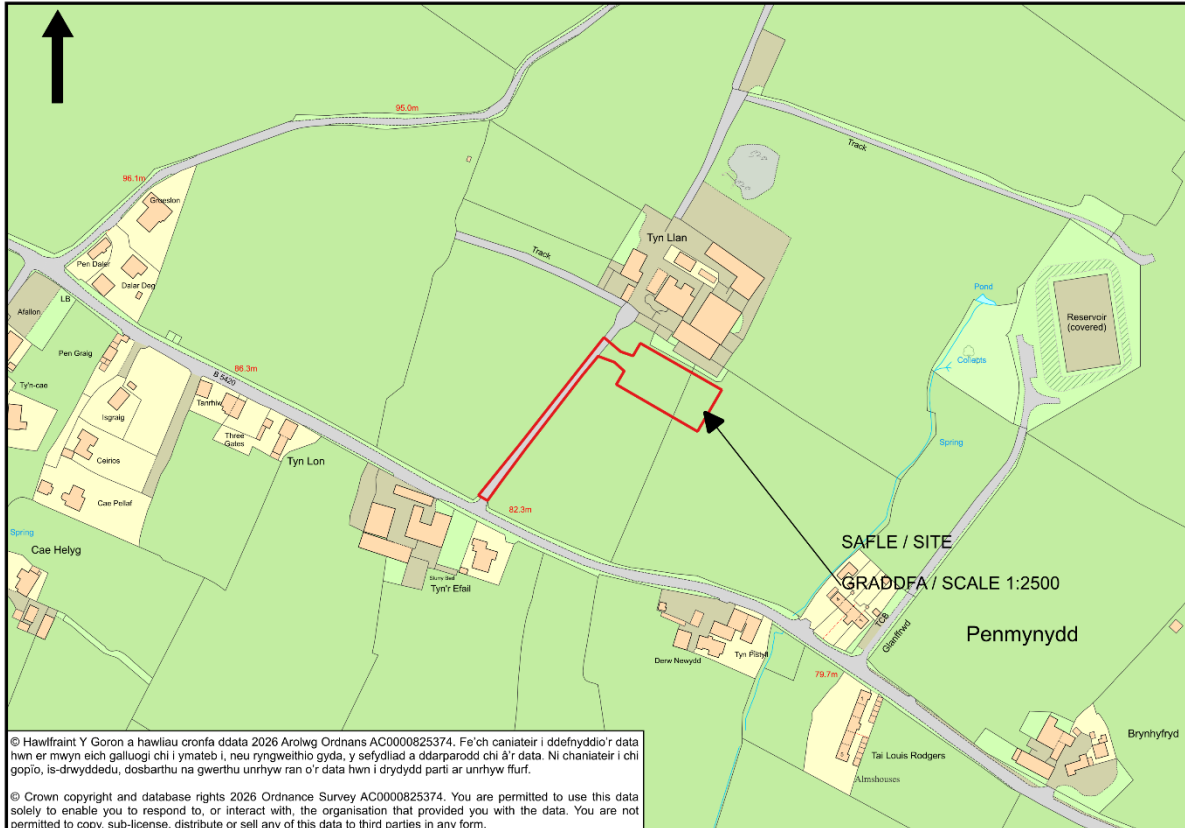 95.0m
96.1m
Track
Groeslon
Tyn Llan
Pen Daler
Track
Dalar Deg
Pond
LB
Afallon
Reservoir
(covered)
Pen Graig
Collects
86.3m
B 5420
Ty'n-cae
Tanrhiw
Isgraig
Three
Gates
Spring
Ceirios
Tyn Lon
Cae Pellaf
82.3m
Spring
SAFLE / SITE
Cae Helyg
Slurry Bed
Tyn'r Efail
GRADDFA / SCALE 1:2500
TCB
Glanffrwd
Penmynydd
Derw Newydd
Tyn Pistyll
79.7m
Brynhyfryd
Tai Louis Rodgers
Almshouses
© Hawlfraint Y Goron a hawliau cronfa ddata 2026 Arolwg Ordnans AC0000825374. Fe'ch caniateir i ddefnyddio'r data
hwn er mwyn eich galluogi chi i ymateb i, neu ryngweithio gyda, y sefydliad a ddarparodd chi â'r data. Ni chaniateir i chi
gopïo, is-drwyddedu, dosbarthu na gwerthu unrhyw ran o'r data hwn i drydydd parti ar unrhyw ffurf.
© Crown copyright and database rights 2026 Ordnance Survey AC0000825374. You are permitted to use this data
solely to enable you to respond to, or interact with, the organisation that provided you with the data. You are not
permitted to copy, sub-license, distribute or sell any of this data to third parties in any form.